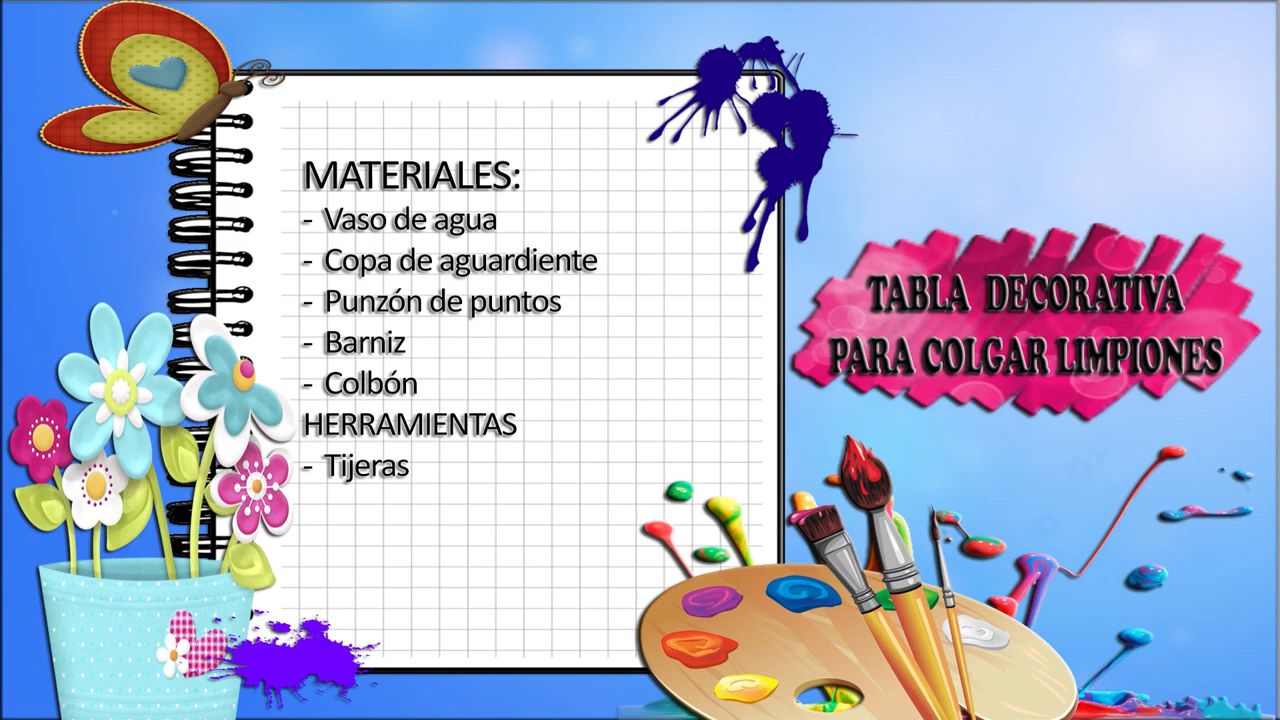 MATERIALES:
- Vaso de agua
- Copa de aguardiente
- Punzón de puntos
- Barniz
- Colbón
HERRAMIENTAS
- Tijeras
TABLA DECORATIVA
PARA COLGAR LIMPIONES